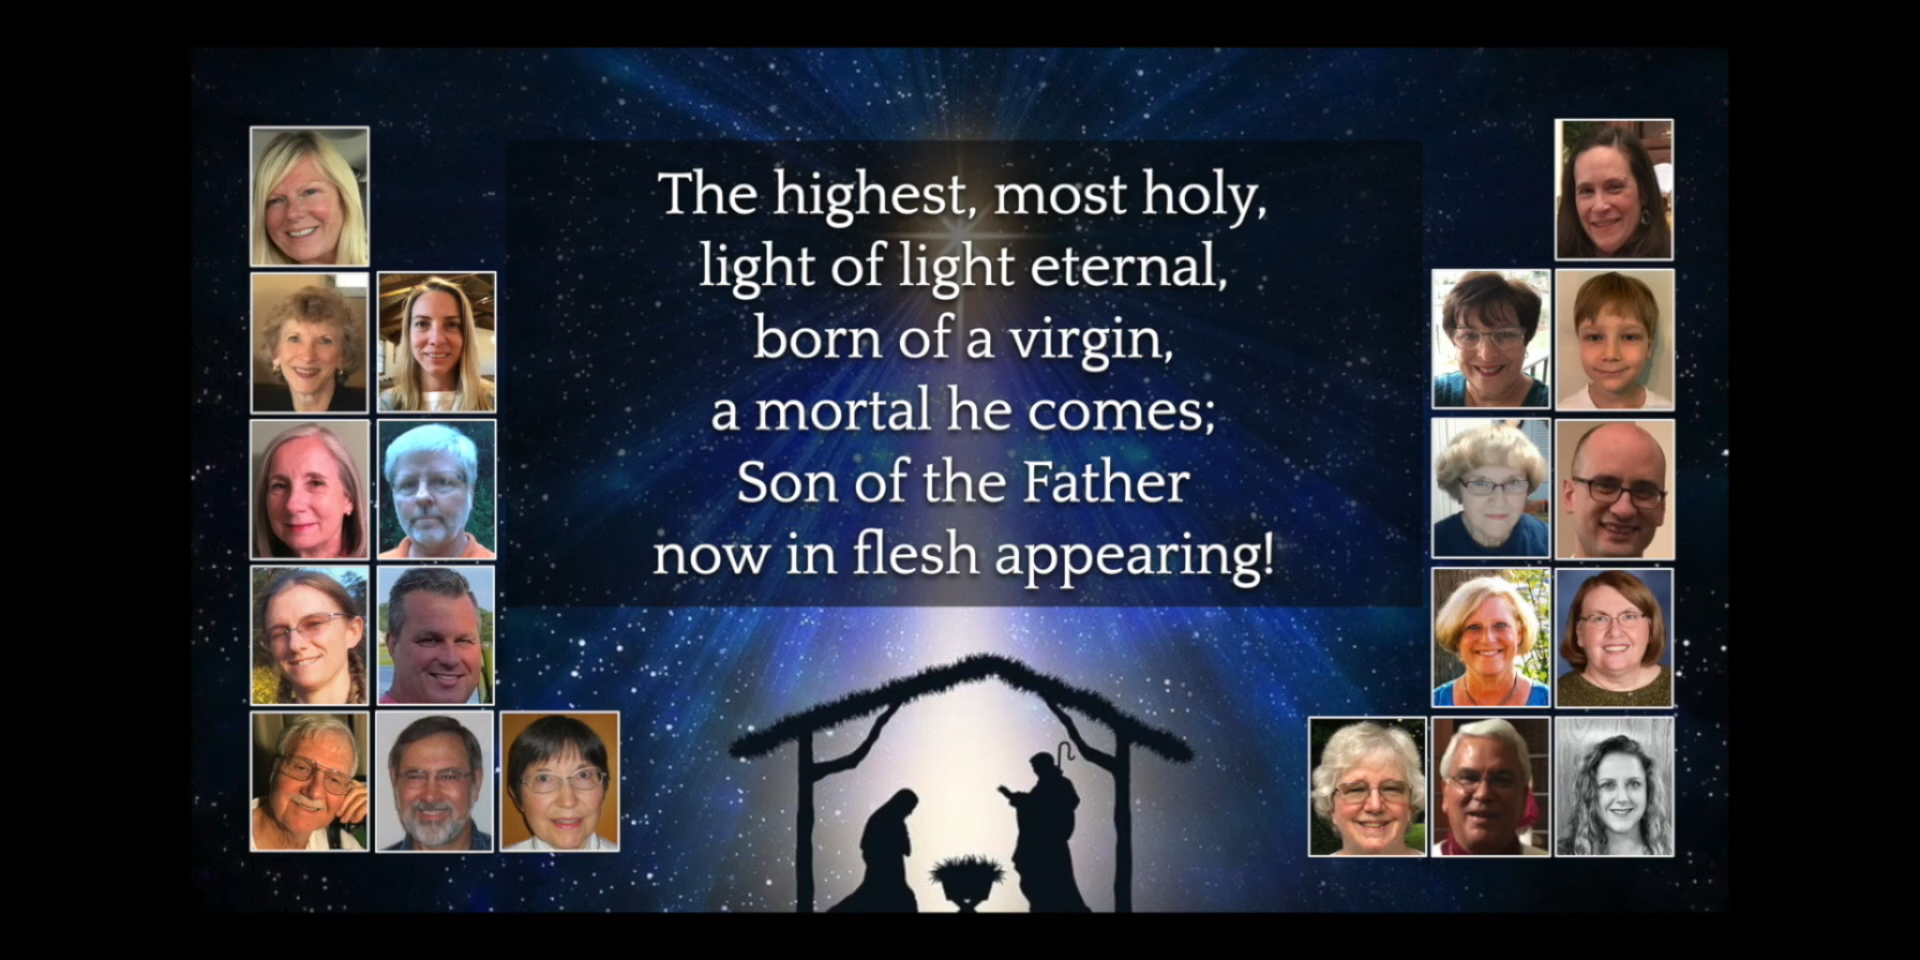 The highest, most holy,
light of light eternal,
born of a virgin,
a mortal he comes;
Son of the Father
now in flesh appearing!